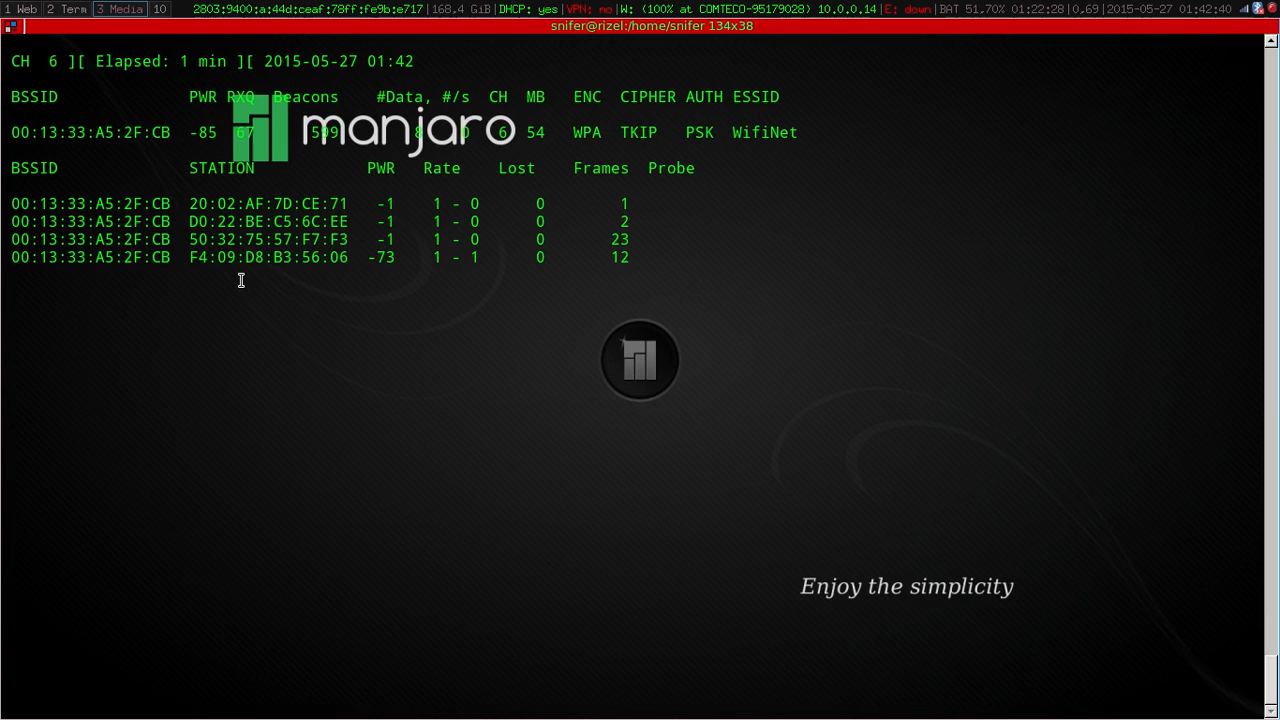 1 Web 2 Term 3 Media 10 2803:9400:a:44d:ceaf:78ff:fe9b:e717|168.4 GiB|DHCP: yes|VPN: no|W: (100% at COMTECO-95179028) 10.0.0.14|E: down|BAT 51,70% 01:22:28|0.69|2015-05-27 01:42:40
snifer@rizel:/home/snifer 134x38
CH 6 ][ Elapsed: 1 min ][ 2015-05-27 01:42
BSSID PWR RXQ Beacons #Data, #/s CH MB ENC CIPHER AUTH ESSID
00:13:33:A5:2F:CB -85 67 8 0 6 54 WPA TKIP PSK WifiNet
manjaro
BSSID STATION PWR Rate Lost Frames Probe
00:13:33:A5:2F:CB 20:02:AF:7D:CE:71 -1 1 - 0 0 1
00:13:33:A5:2F:CB D0:22:BE:C5:6C:EE -1 1 - 0 0 2
00:13:33:A5:2F:CB 50:32:75:57:F7:F3 -1 1 - 0 0 23
00:13:33:A5:2F:CB F4:09:D8:B3:56:06 -73 1 - 1 0 12
Enjoy the simplicity